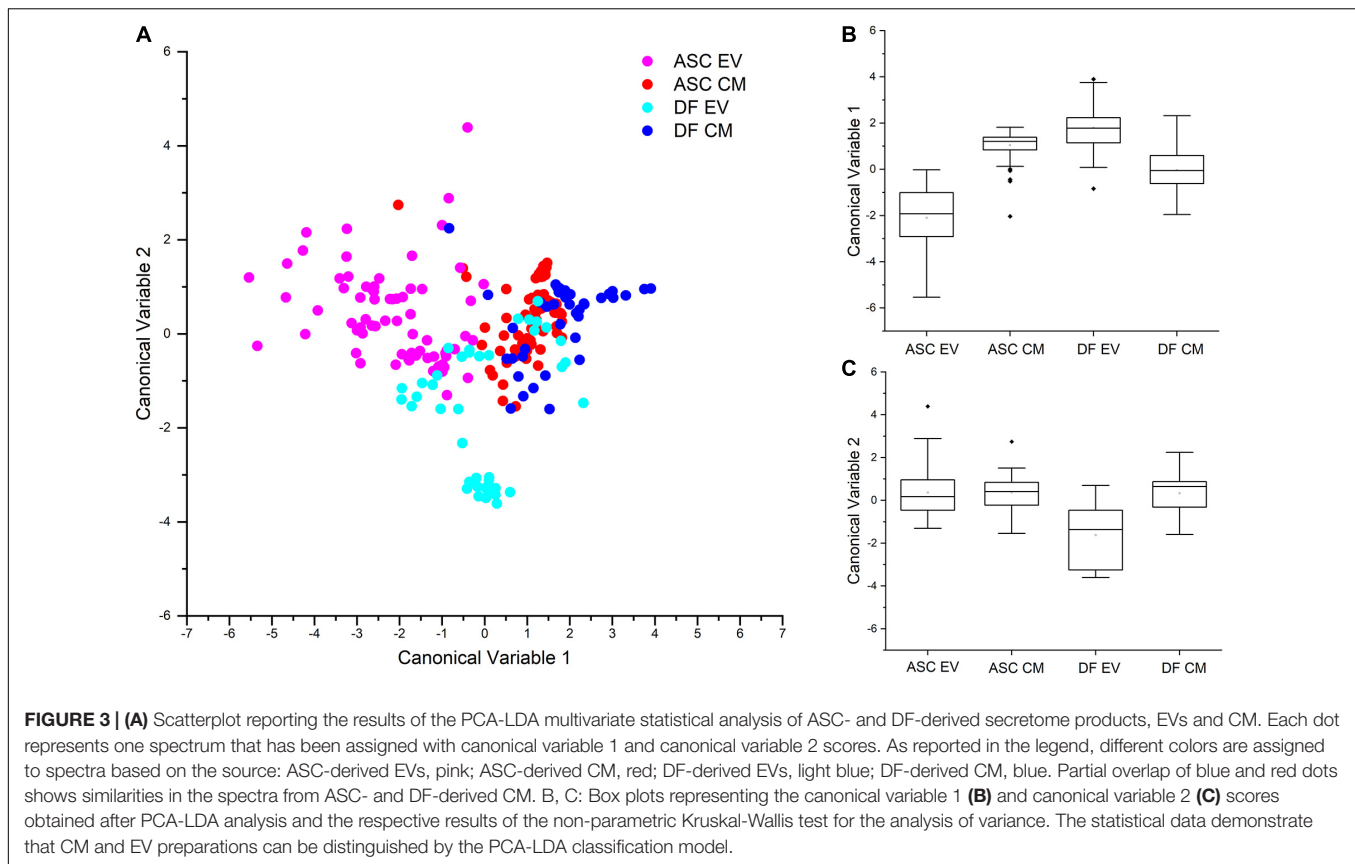 A
6
4
2
0
-2
-4
-6
-7 -6 -5 -4 -3 -2 -1 0 1 2 3 4 5 6 7
Canonical Variable 2
Canonical Variable 1
ASC EV
ASC CM
DF EV
DF CM
B
6
4
2
0
-2
-4
-6
Canonical Variable 1
ASC EV ASC CM DF EV DF CM
C
6
4
2
0
-2
-4
-6
Canonical Variable 2
ASC EV ASC CM DF EV DF CM
FIGURE 3 | (A) Scatterplot reporting the results of the PCA-LDA multivariate statistical analysis of ASC- and DF-derived secretome products, EVs and CM. Each dot
represents one spectrum that has been assigned with canonical variable 1 and canonical variable 2 scores. As reported in the legend, different colors are assigned
to spectra based on the source: ASC-derived EVs, pink; ASC-derived CM, red; DF-derived EVs, light blue; DF-derived CM, blue. Partial overlap of blue and red dots
shows similarities in the spectra from ASC- and DF-derived CM. B, C: Box plots representing the canonical variable 1 (B) and canonical variable 2 (C) scores
obtained after PCA-LDA analysis and the respective results of the non-parametric Kruskal-Wallis test for the analysis of variance. The statistical data demonstrate
that CM and EV preparations can be distinguished by the PCA-LDA classification model.